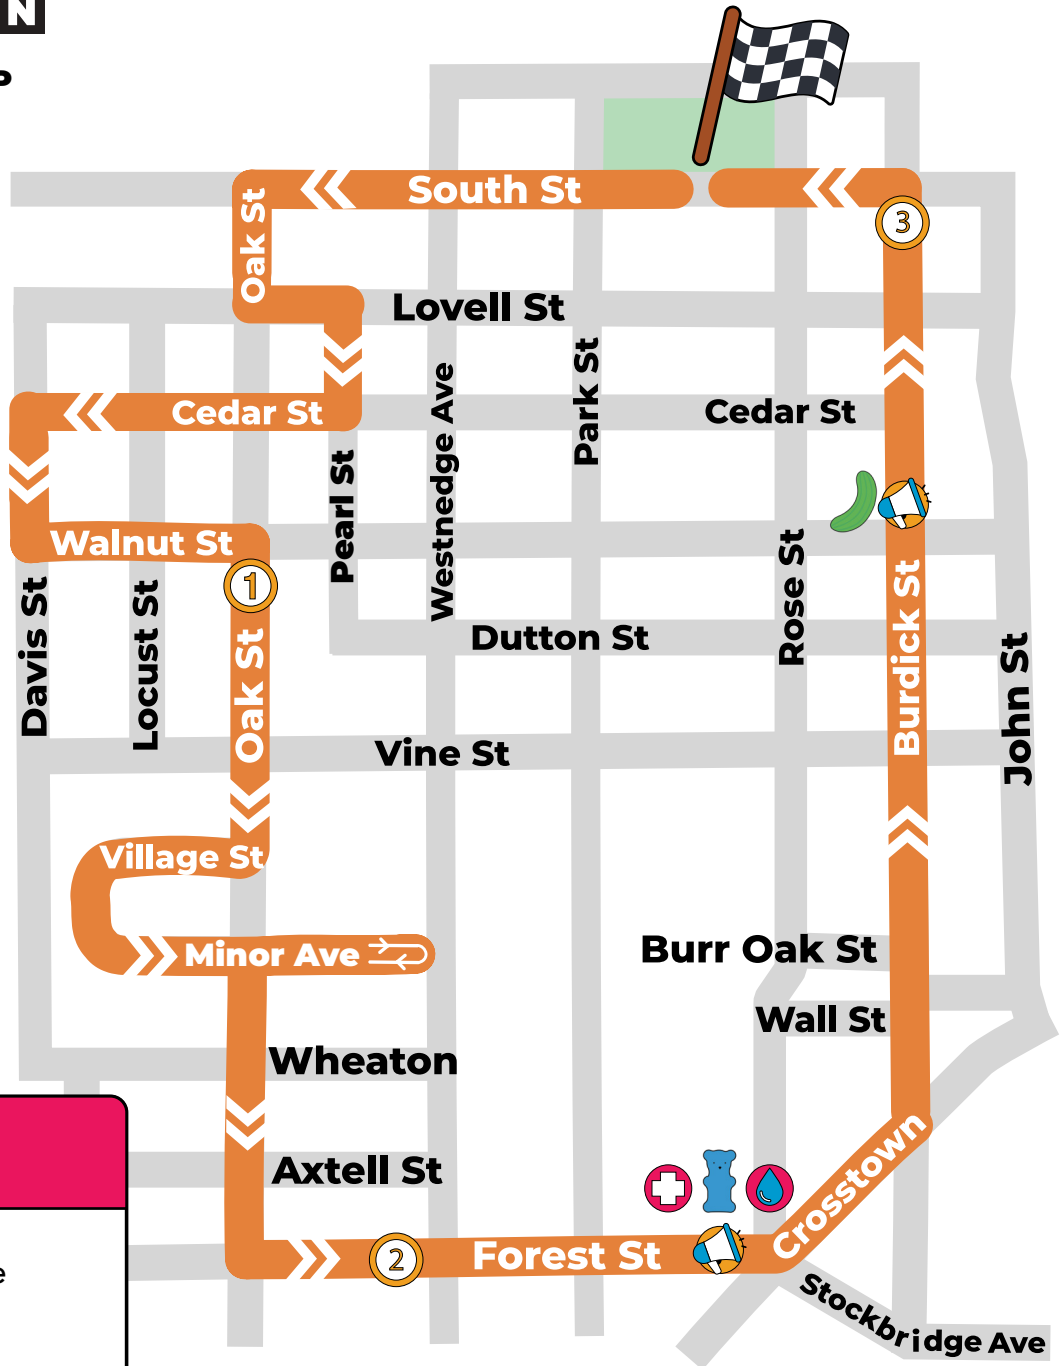 N
P
South St
Oak St
3
Lovell St
Park St
Westnedge Ave
Cedar St
Cedar St
Pearl St
Walnut St
Rose St
1
Burdick St
Davis St
Locust St
Oak St
Dutton St
John St
Vine St
Village St
Minor Ave
Burr Oak St
Wall St
Wheaton
Axtell St
Crosstown
2
Forest St
e
Stockbridge Ave